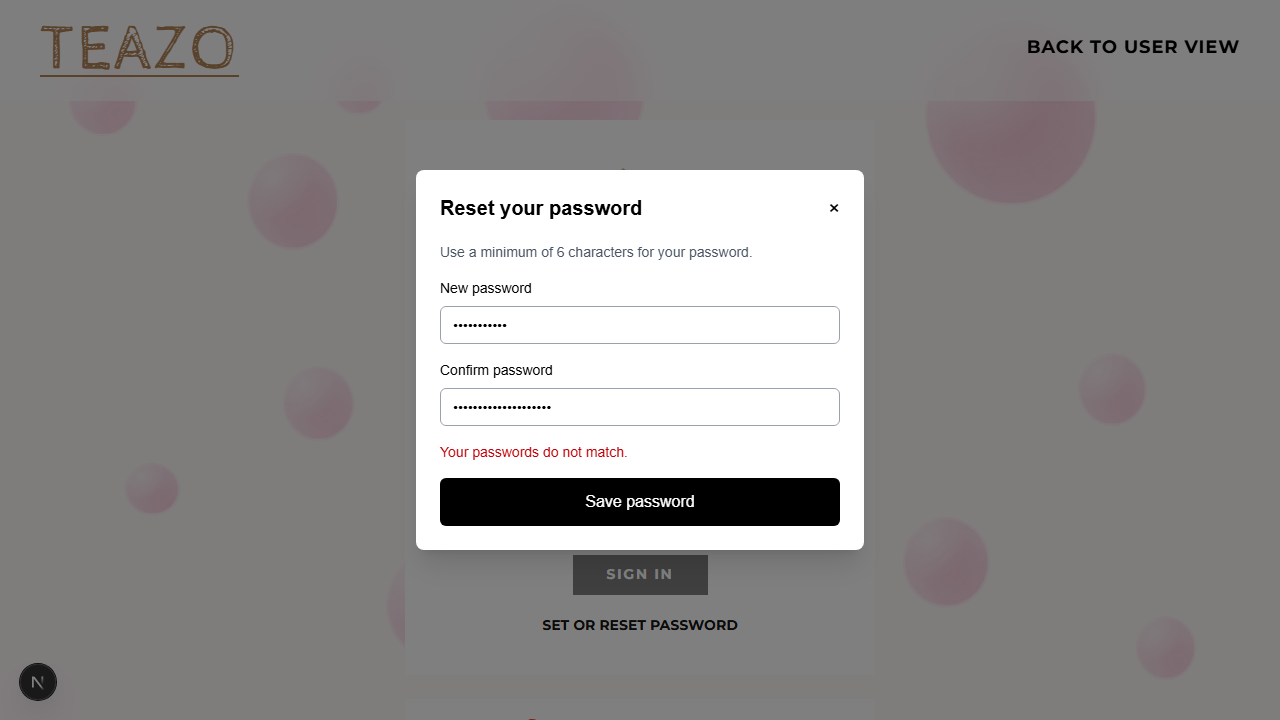 TEAZO
BACK TO USER VIEW
Reset your password
×
Use a minimum of 6 characters for your password.
New password
•••••••••••
Confirm password
••••••••••••••••••••
Your passwords do not match.
Save password
SIGN IN
SET OR RESET PASSWORD
N